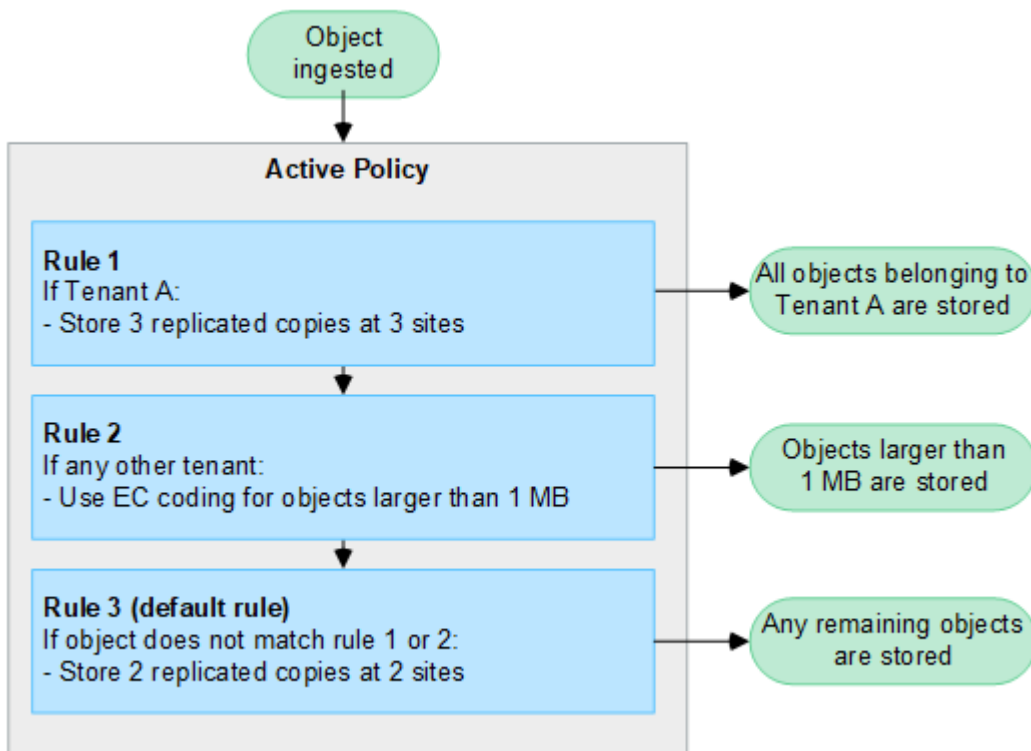 Object
ingested
Active Policy
Rule 1
If Tenant A:
- Store 3 replicated copies at 3 sites
All objects belonging to
Tenant A are stored
Rule 2
If any other tenant:
- Use EC coding for objects larger than 1 MB
Objects larger than
1 MB are stored
Rule 3 (default rule)
If object does not match rule 1 or 2:
- Store 2 replicated copies at 2 sites
Any remaining objects
are stored